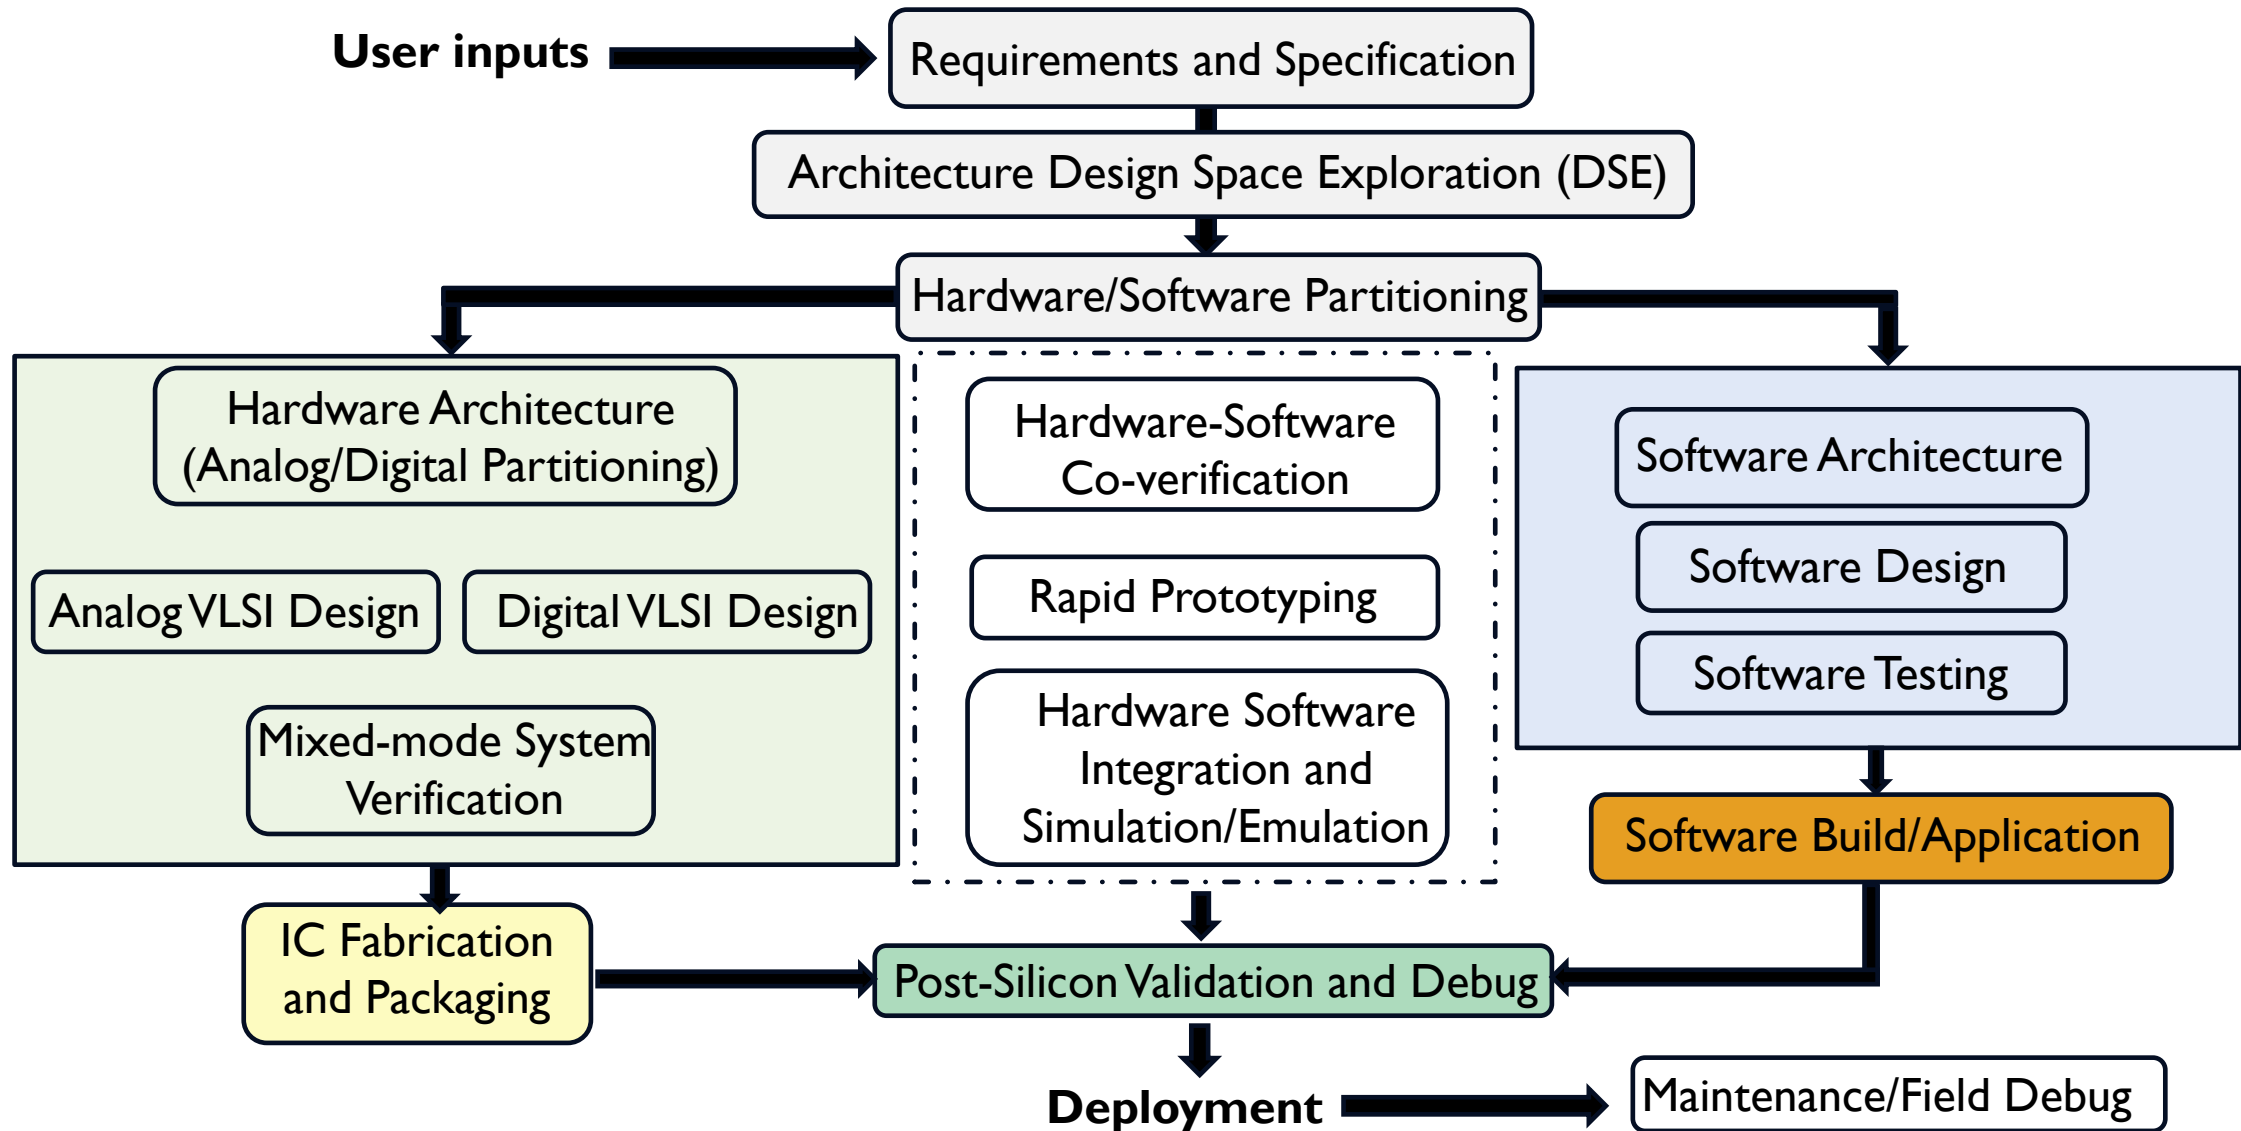 User inputs
Requirements and Specification
Architecture Design Space Exploration (DSE)
Hardware/Software Partitioning
Hardware Architecture
(Analog/Digital Partitioning)
Analog VLSI Design
Digital VLSI Design
Mixed-mode System
Verification
Hardware-Software
Co-verification
Rapid Prototyping
Hardware Software
Integration and
Simulation/Emulation
Software Architecture
Software Design
Software Testing
Software Build/Application
IC Fabrication
and Packaging
Post-Silicon Validation and Debug
Deployment
Maintenance/Field Debug